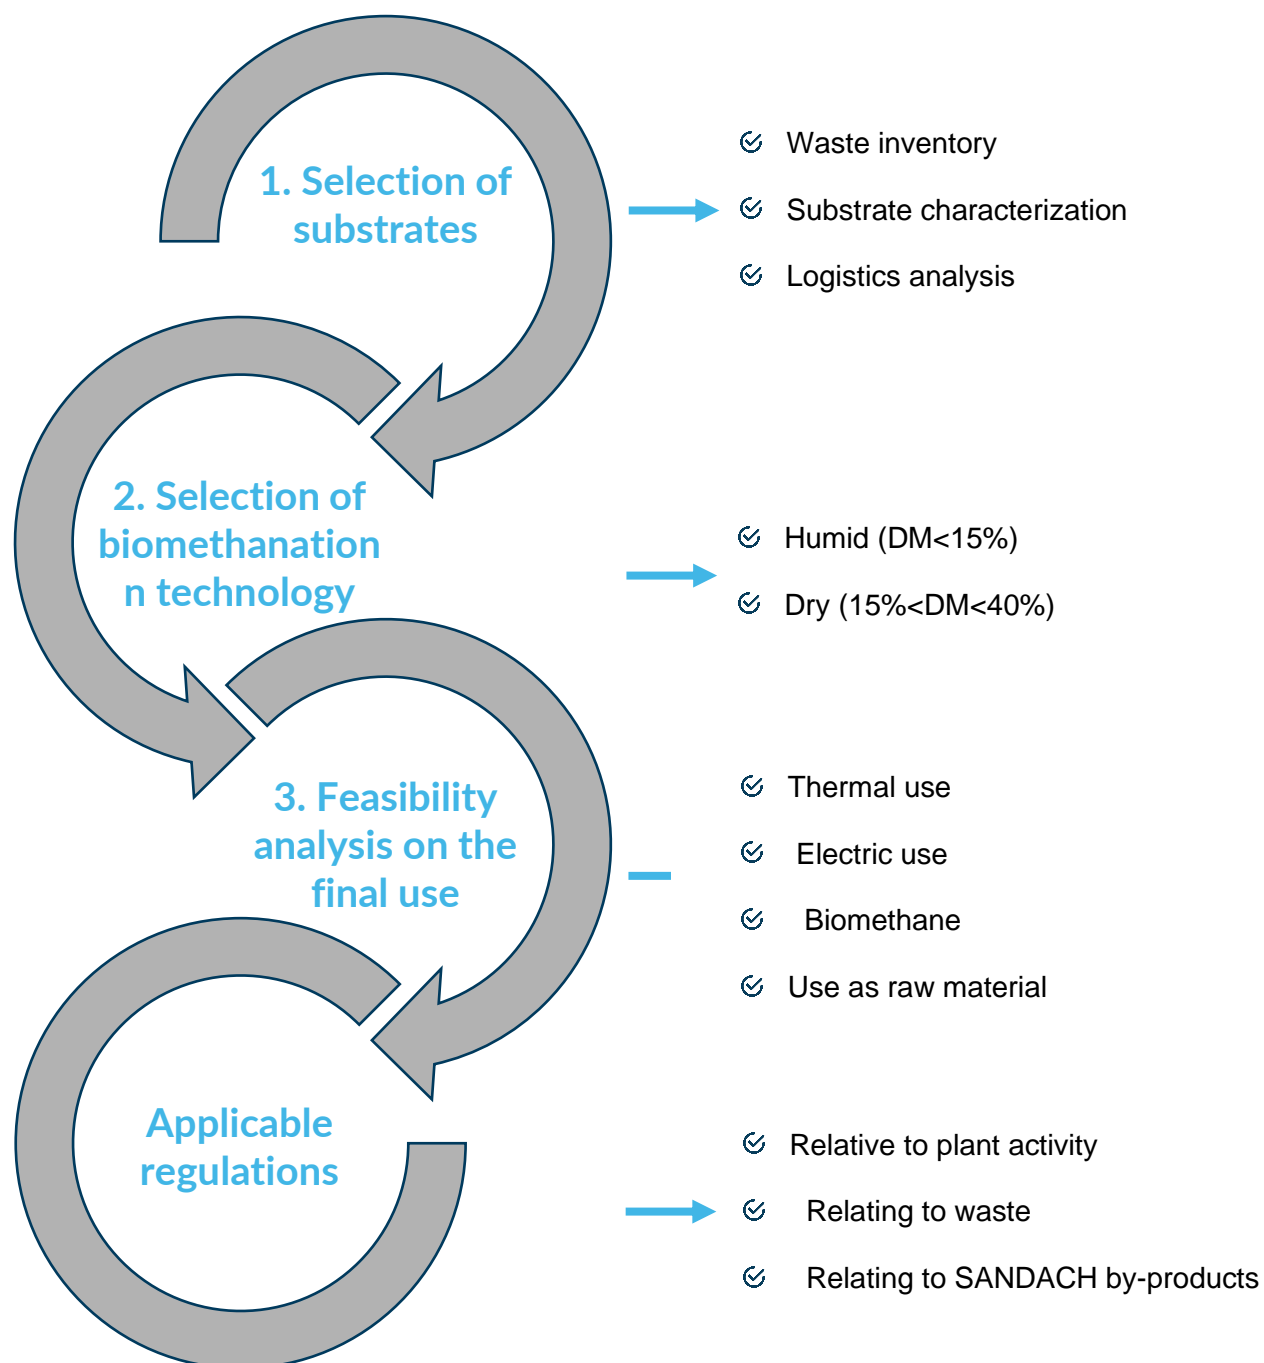 1. Selection of
substrates
Waste inventory
Substrate characterization
Logistics analysis
2. Selection of
biomethanation
n technology
Humid (DM<15%)
Dry (15%<DM<40%)
3. Feasibility
analysis on the
final use
Thermal use
Electric use
Biomethane
Use as raw material
Applicable
regulations
Relative to plant activity
Relating to waste
Relating to SANDACH by-products